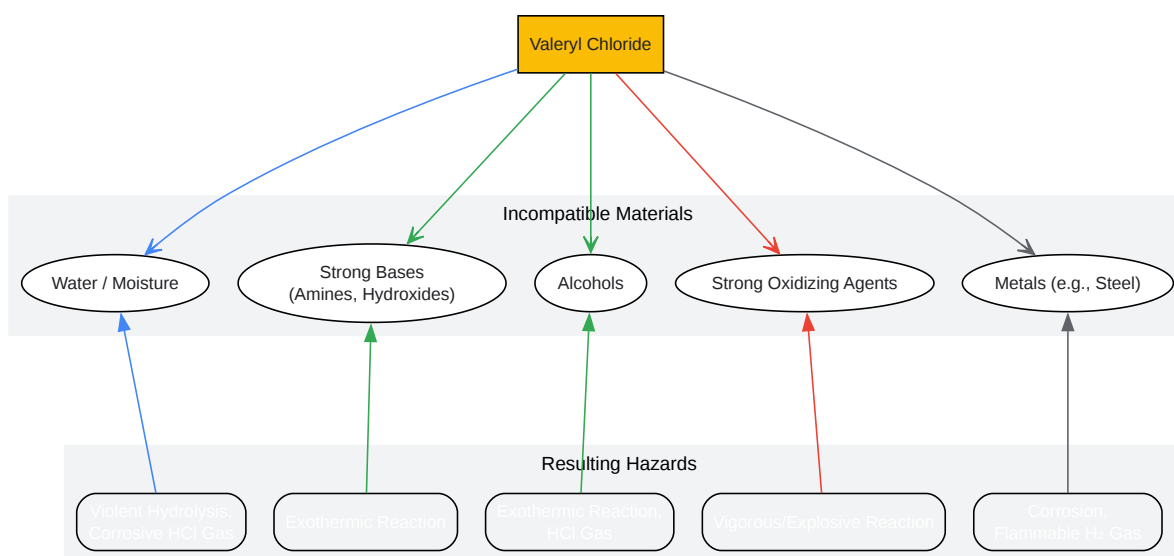 Valeryl Chloride
Incompatible Materials
Water / Moisture
Strong Bases
(Amines, Hydroxides)
Alcohols
Strong Oxidizing Agents
Metals (e.g., Steel)
Resulting Hazards
Violent Hydrolysis,
Corrosive HCl Gas
Exothermic Reaction
Exothermic Reaction,
HCl Gas
Vigorous/Explosive Reaction
Corrosion,
Flammable H₂ Gas